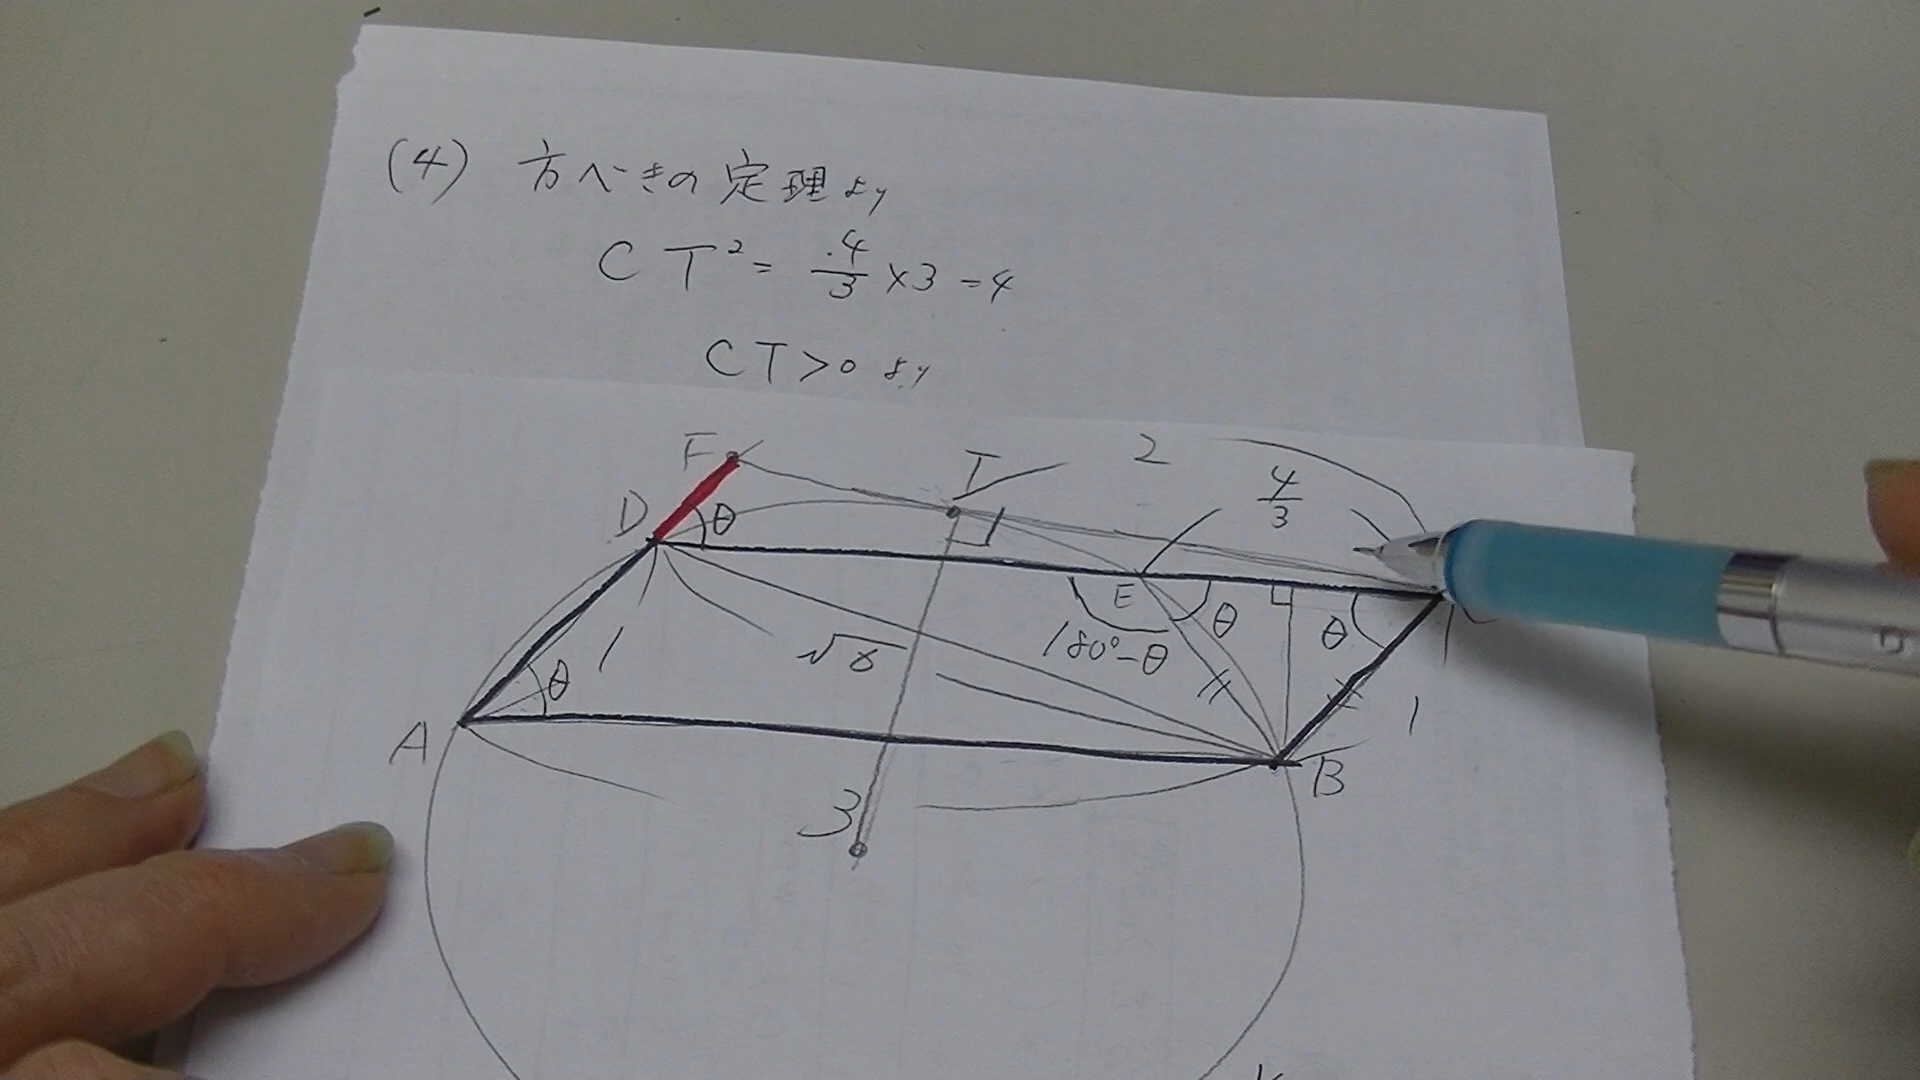 (4) 方べきの定理より
CT² = 4/3 × 3 = 4
CT > 0 より
F
T
2
4/3
D
θ
E
θ
θ
180°-θ
1
θ
1
A
B
3